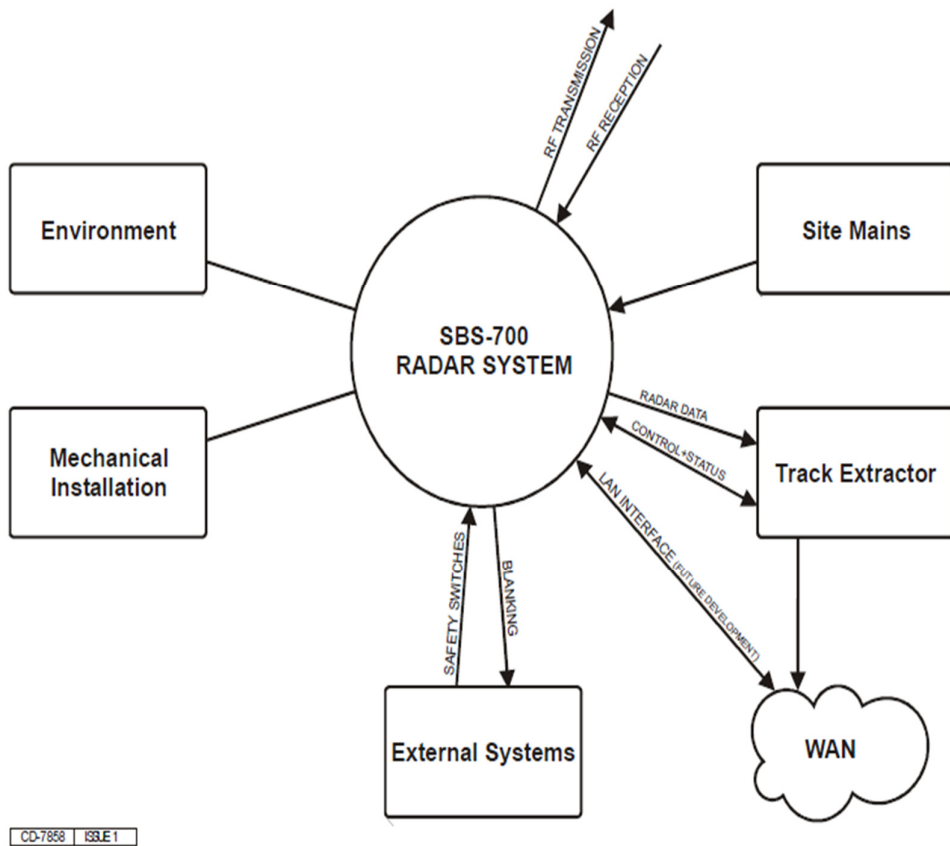 RF TRANSMISSION
RF RECEPTION
Environment
Site Mains
SBS-700
RADAR SYSTEM
RADAR DATA
CONTROL+STATUS
Mechanical
Installation
Track Extractor
LAN INTERFACE (FUTURE DEVELOPMENT)
SAFETY SWITCHES
BLANKING
External Systems
WAN
CD-7858 ISSUE 1